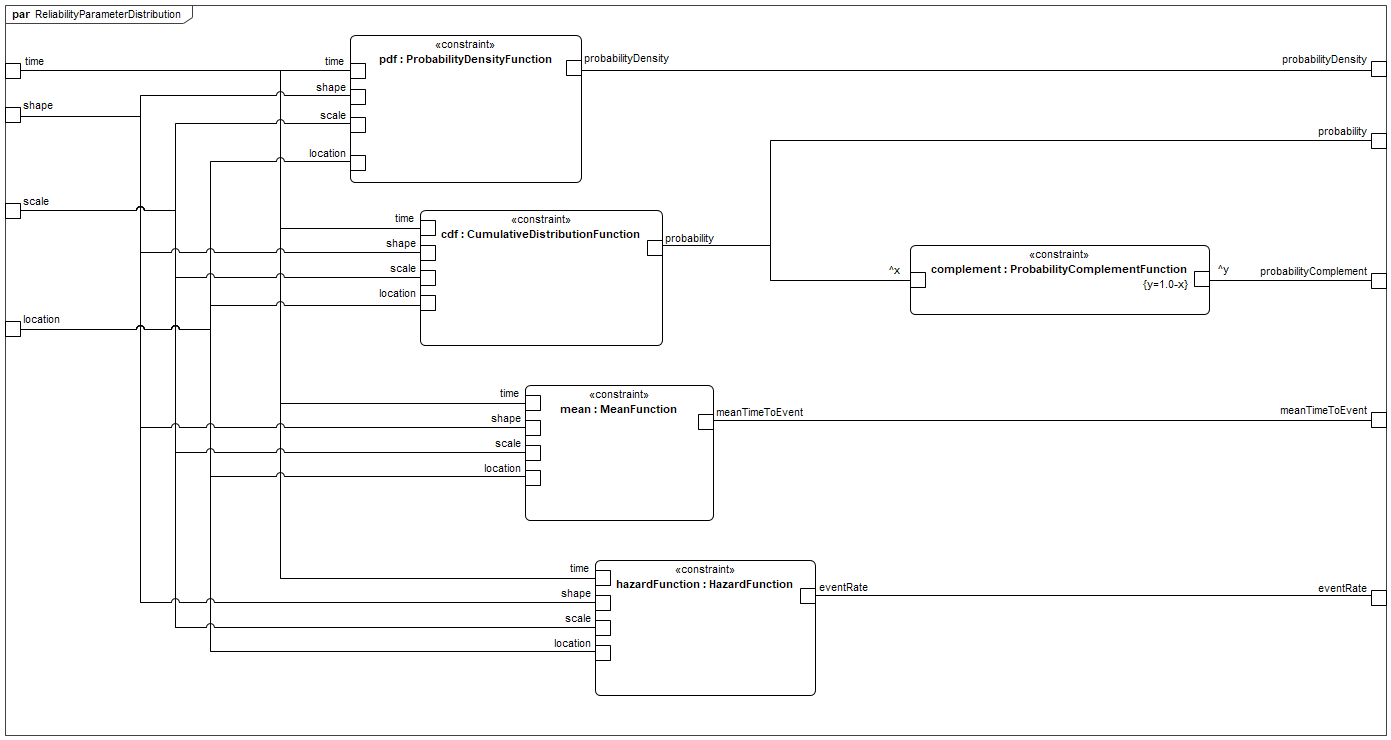 par ReliabilityParameterDistribution
time
shape
scale
location
«constraint»
pdf : ProbabilityDensityFunction
time
shape
scale
location
probabilityDensity
probabilityDensity
probability
«constraint»
cdf : CumulativeDistributionFunction
time
shape
scale
location
probability
«constraint»
complement : ProbabilityComplementFunction
{y=1.0-x}
^x
^y
probabilityComplement
«constraint»
mean : MeanFunction
time
shape
scale
location
meanTimeToEvent
meanTimeToEvent
«constraint»
hazardFunction : HazardFunction
time
shape
scale
location
eventRate
eventRate